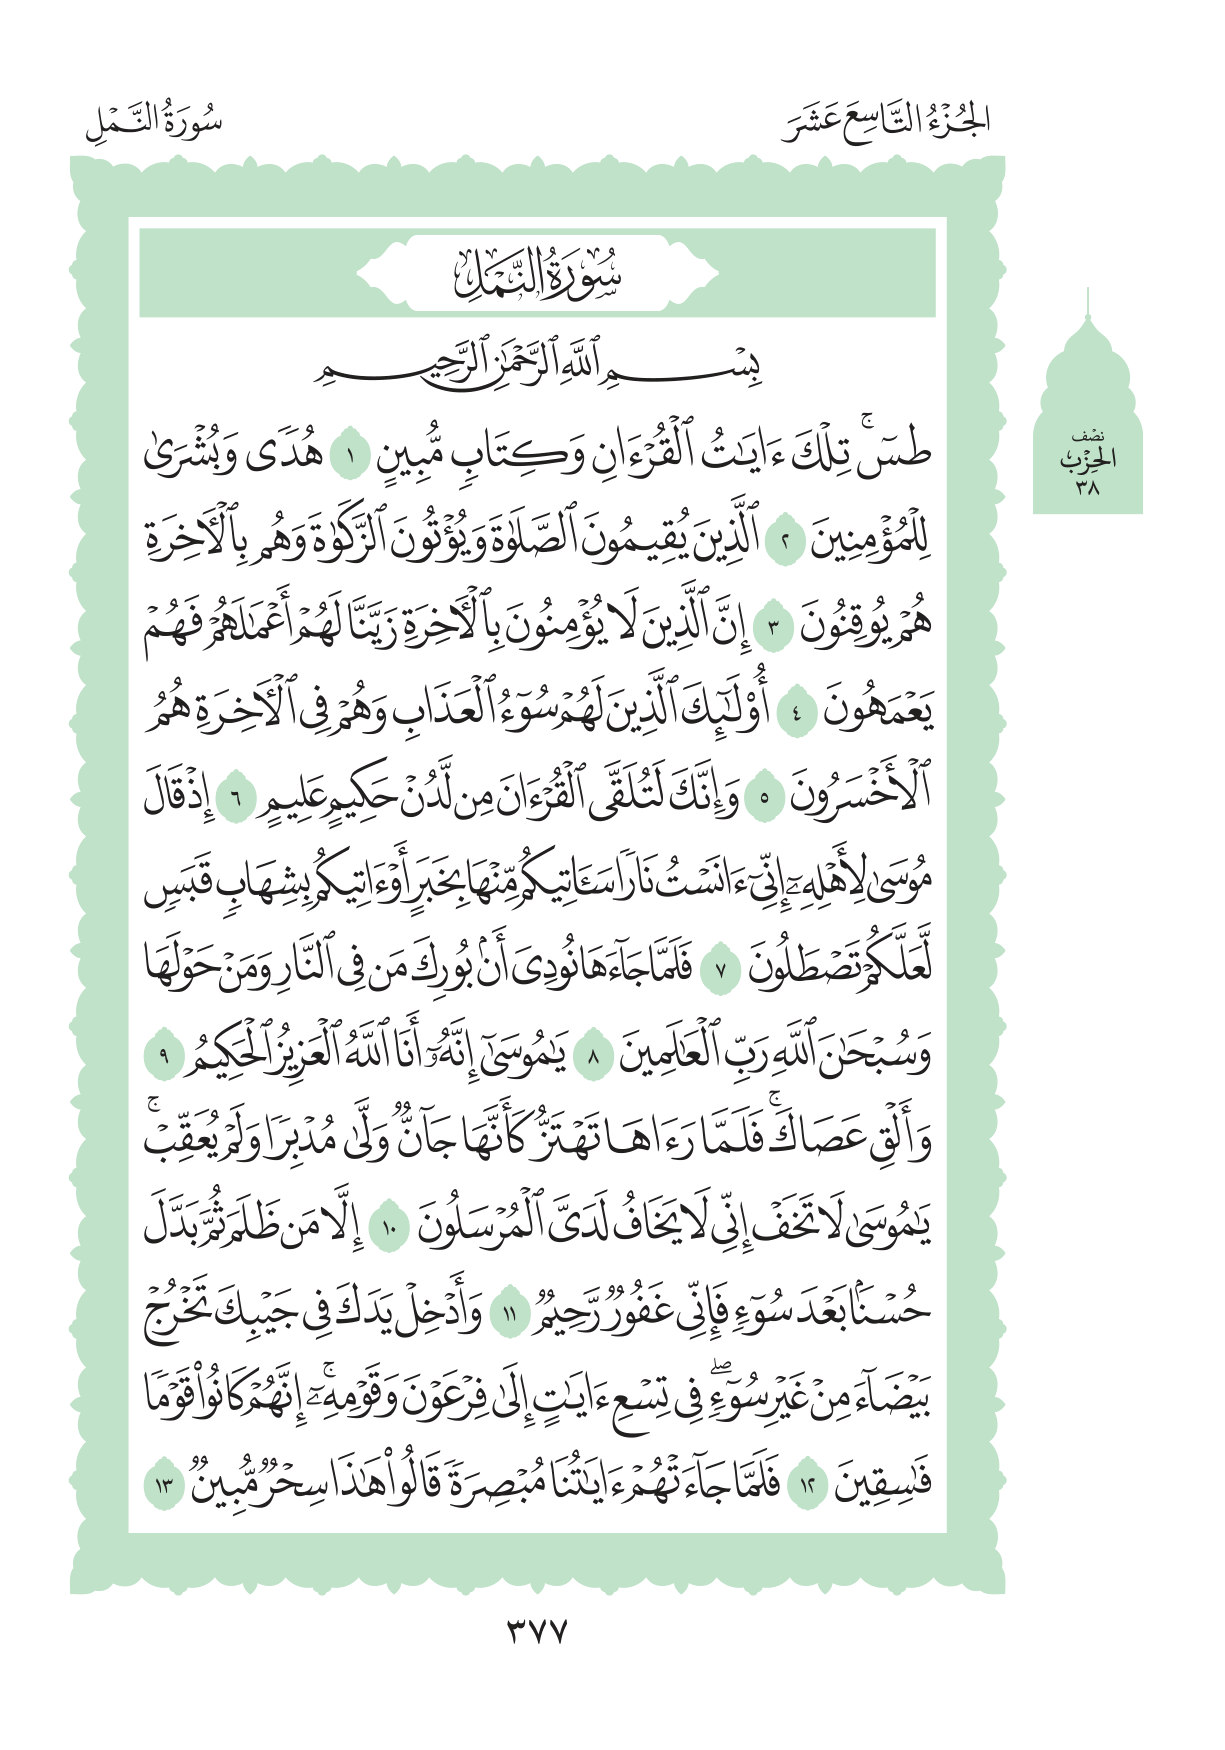 الجُزْءُ التَّاسِعَ عَشَرَ
سُورَةُ النَّمْلِ
سُورَةُ النَّمْلِ
بِسْمِ ٱللَّهِ ٱلرَّحْمَٰنِ ٱلرَّحِيمِ
طسٓۚ تِلْكَ ءَايَٰتُ ٱلْقُرْءَانِ وَكِتَابٍ مُّبِينٍ ١ هُدًى وَبُشْرَىٰ
لِلْمُؤْمِنِينَ ٢ ٱلَّذِينَ يُقِيمُونَ ٱلصَّلَوٰةَ وَيُؤْتُونَ ٱلزَّكَوٰةَ وَهُم بِٱلْأٓخِرَةِ
هُمْ يُوقِنُونَ ٣ إِنَّ ٱلَّذِينَ لَا يُؤْمِنُونَ بِٱلْأٓخِرَةِ زَيَّنَّا لَهُمْ أَعْمَٰلَهُمْ فَهُمْ
يَعْمَهُونَ ٤ أُو۟لَٰٓئِكَ ٱلَّذِينَ لَهُمْ سُوٓءُ ٱلْعَذَابِ وَهُمْ فِى ٱلْأٓخِرَةِ هُمُ
ٱلْأَخْسَرُونَ ٥ وَإِنَّكَ لَتُلَقَّى ٱلْقُرْءَانَ مِن لَّدُنْ حَكِيمٍ عَلِيمٍ ٦ إِذْ قَالَ
مُوسَىٰ لِأَهْلِهِۦٓ إِنِّىٓ ءَانَسْتُ نَارًا سَـَٔاتِيكُم مِّنْهَا بِخَبَرٍ أَوْ ءَاتِيكُم بِشِهَابٍ قَبَسٍ
لَّعَلَّكُمْ تَصْطَلُونَ ٧ فَلَمَّا جَآءَهَا نُودِىَ أَنۢ بُورِكَ مَن فِى ٱلنَّارِ وَمَنْ حَوْلَهَا
وَسُبْحَٰنَ ٱللَّهِ رَبِّ ٱلْعَٰلَمِينَ ٨ يَٰمُوسَىٰٓ إِنَّهُۥٓ أَنَا ٱللَّهُ ٱلْعَزِيزُ ٱلْحَكِيمُ ٩
وَأَلْقِ عَصَاكَۚ فَلَمَّا رَءَاهَا تَهْتَزُّ كَأَنَّهَا جَآنٌّ وَلَّىٰ مُدْبِرًا وَلَمْ يُعَقِّبْۚ
يَٰمُوسَىٰ لَا تَخَفْ إِنِّى لَا يَخَافُ لَدَىَّ ٱلْمُرْسَلُونَ ١٠ إِلَّا مَن ظَلَمَ ثُمَّ بَدَّلَ
حُسْنًۢا بَعْدَ سُوٓءٍ فَإِنِّى غَفُورٌ رَّحِيمٌ ١١ وَأَدْخِلْ يَدَكَ فِى جَيْبِكَ تَخْرُجْ
بَيْضَآءَ مِنْ غَيْرِ سُوٓءٍۖ فِى تِسْعِ ءَايَٰتٍ إِلَىٰ فِرْعَوْنَ وَقَوْمِهِۦٓۚ إِنَّهُمْ كَانُوا۟ قَوْمًا
فَٰسِقِينَ ١٢ فَلَمَّا جَآءَتْهُمْ ءَايَٰتُنَا مُبْصِرَةً قَالُوا۟ هَٰذَا سِحْرٌ مُّبِينٌ ١٣
نصْف
الحِزْب
٣٨
٣٧٧